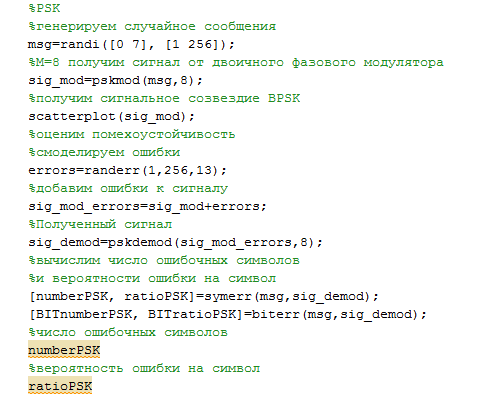 %PSK
%генерируем случайное сообщения
msg=randi([0 7], [1 256]);
%M=8 получим сигнал от двоичного фазового модулятора
sig_mod=pskmod(msg,8);
%получим сигнальное созвездие BPSK
scatterplot(sig_mod);
%оценим помехоустойчивость
%смоделируем ошибки
errors=randerr(1,256,13);
%добавим ошибки к сигналу
sig_mod_errors=sig_mod+errors;
%Полученный сигнал
sig_demod=pskdemod(sig_mod_errors,8);
%вычислим число ошибочных символов
%и вероятности ошибки на символ
[numberPSK, ratioPSK]=symerr(msg,sig_demod);
[BITnumberPSK, BITratioPSK]=biterr(msg,sig_demod);
%число ошибочных символов
numberPSK
%вероятность ошибки на символ
ratioPSK